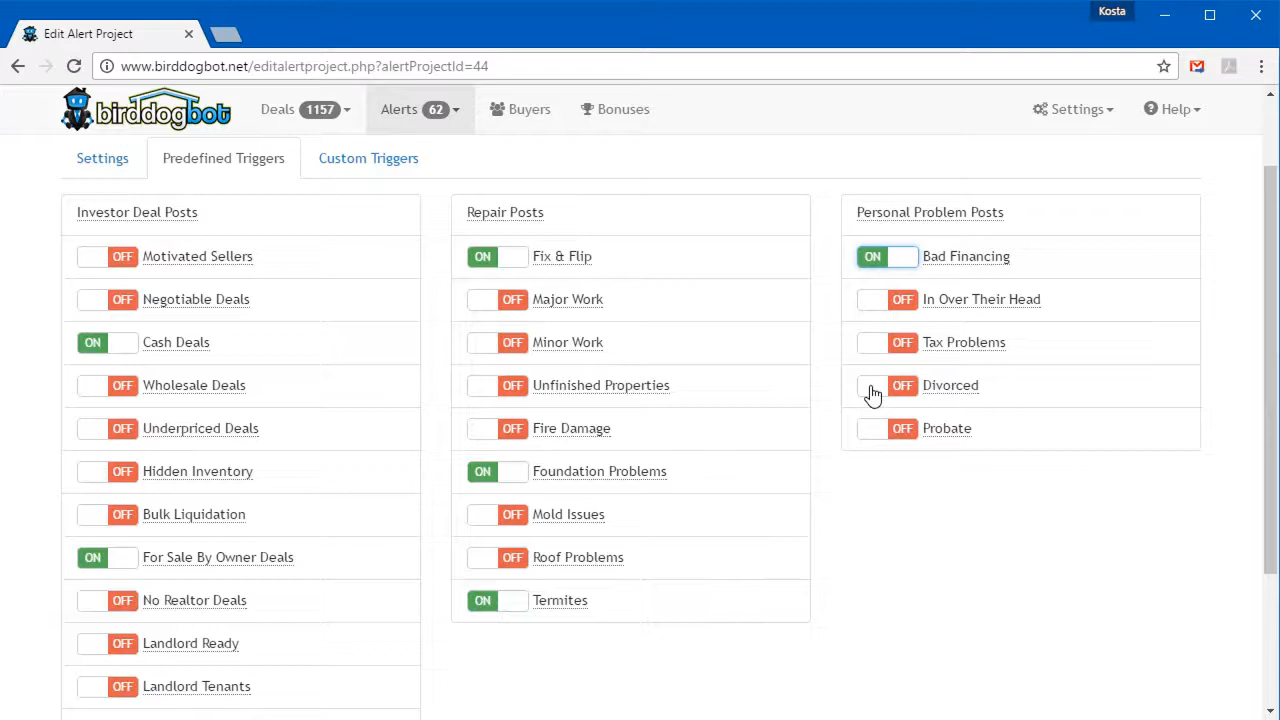 Kosta
Edit Alert Project
www.birddogbot.net/editalertproject.php?alertProjectId=44
birddogbot
Deals 1157
Alerts 62
Buyers
Bonuses
Settings
Help
Settings
Predefined Triggers
Custom Triggers
Investor Deal Posts
OFF Motivated Sellers
OFF Negotiable Deals
ON Cash Deals
OFF Wholesale Deals
OFF Underpriced Deals
OFF Hidden Inventory
OFF Bulk Liquidation
ON For Sale By Owner Deals
OFF No Realtor Deals
OFF Landlord Ready
OFF Landlord Tenants
Repair Posts
ON Fix & Flip
OFF Major Work
OFF Minor Work
OFF Unfinished Properties
OFF Fire Damage
ON Foundation Problems
OFF Mold Issues
OFF Roof Problems
ON Termites
Personal Problem Posts
ON Bad Financing
OFF In Over Their Head
OFF Tax Problems
OFF Divorced
OFF Probate